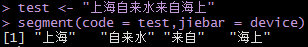 > test <- "上海自来水来自海上"
> segment(code = test,jiebar = device)
[1] "上海" "自来水" "来自" "海上"